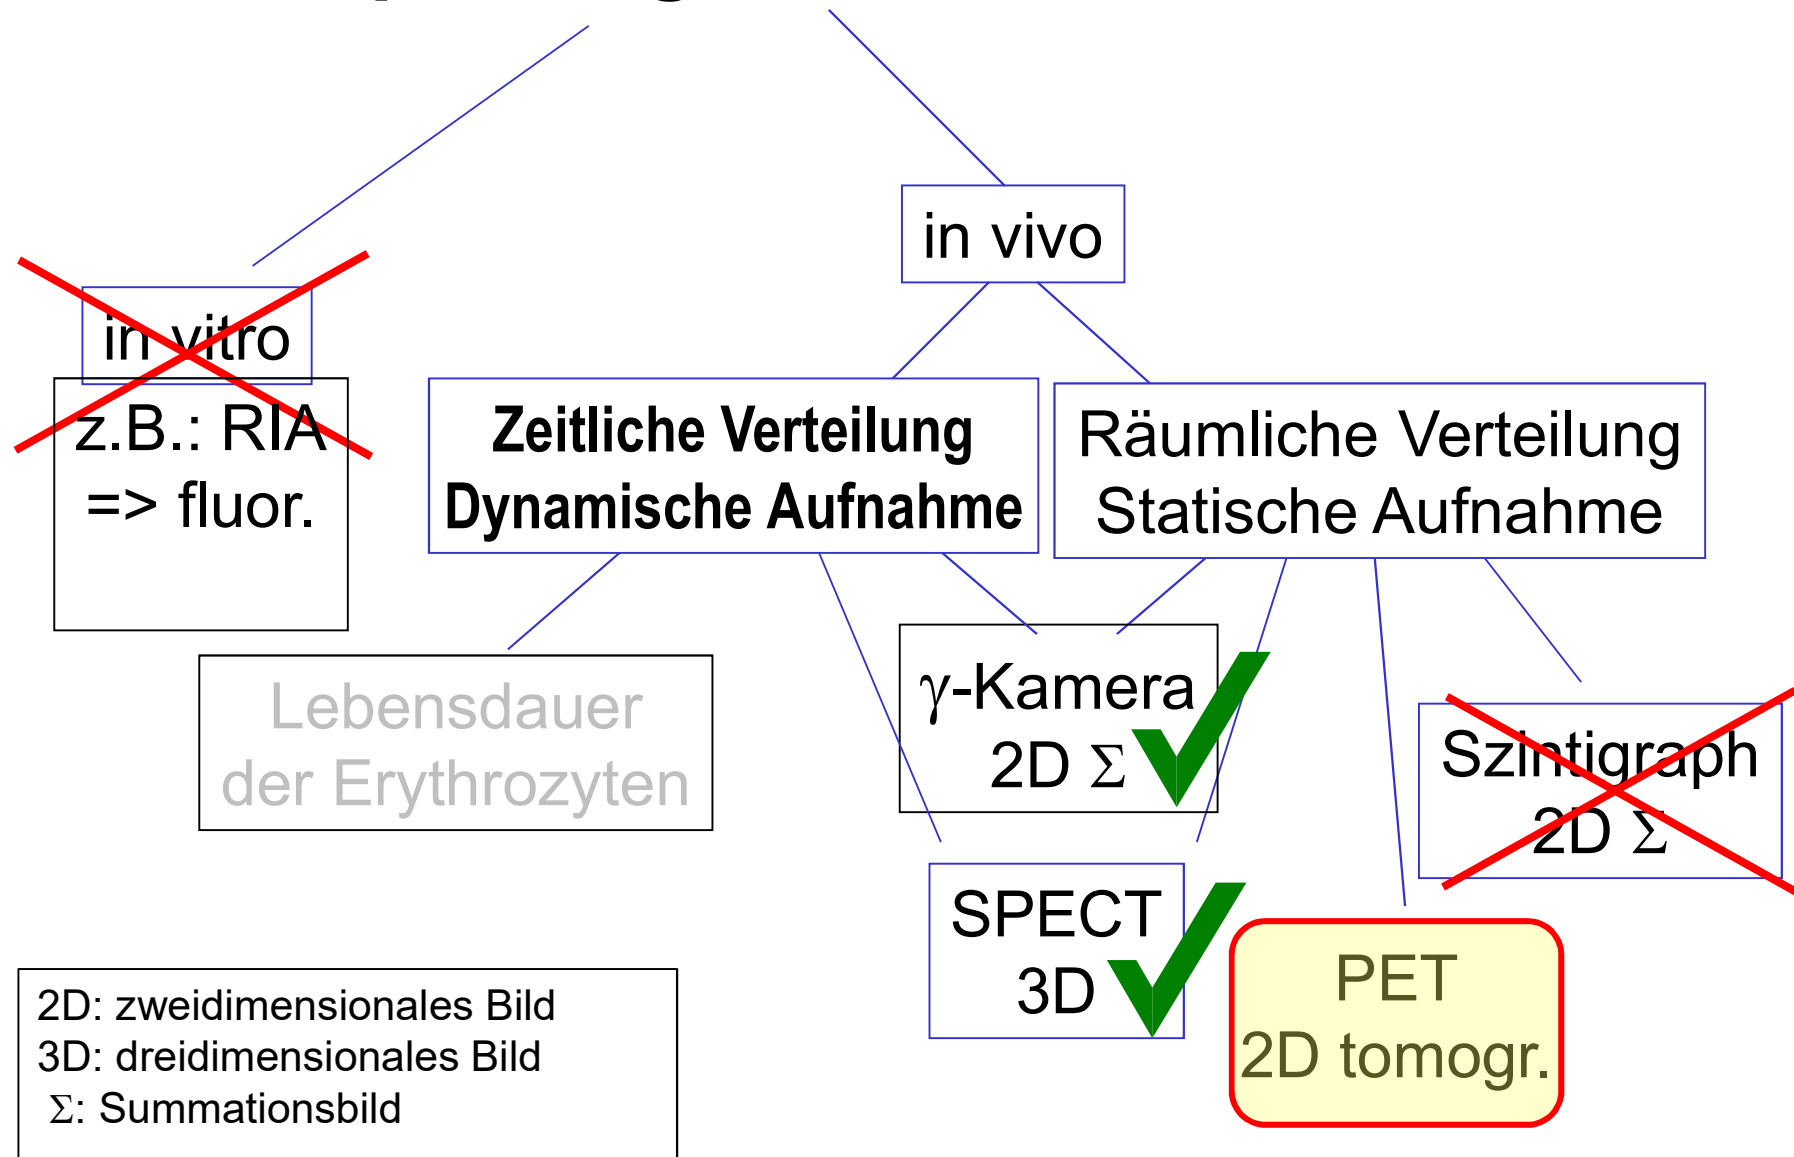 in vivo
in vitro
z.B.: RIA
=> fluor.
Zeitliche Verteilung
Dynamische Aufnahme
Räumliche Verteilung
Statische Aufnahme
Lebensdauer
der Erythrozyten
γ-Kamera
2D Σ
Szintigraph
2D Σ
SPECT
3D
PET
2D tomogr.
2D: zweidimensionales Bild
3D: dreidimensionales Bild
Σ: Summationsbild